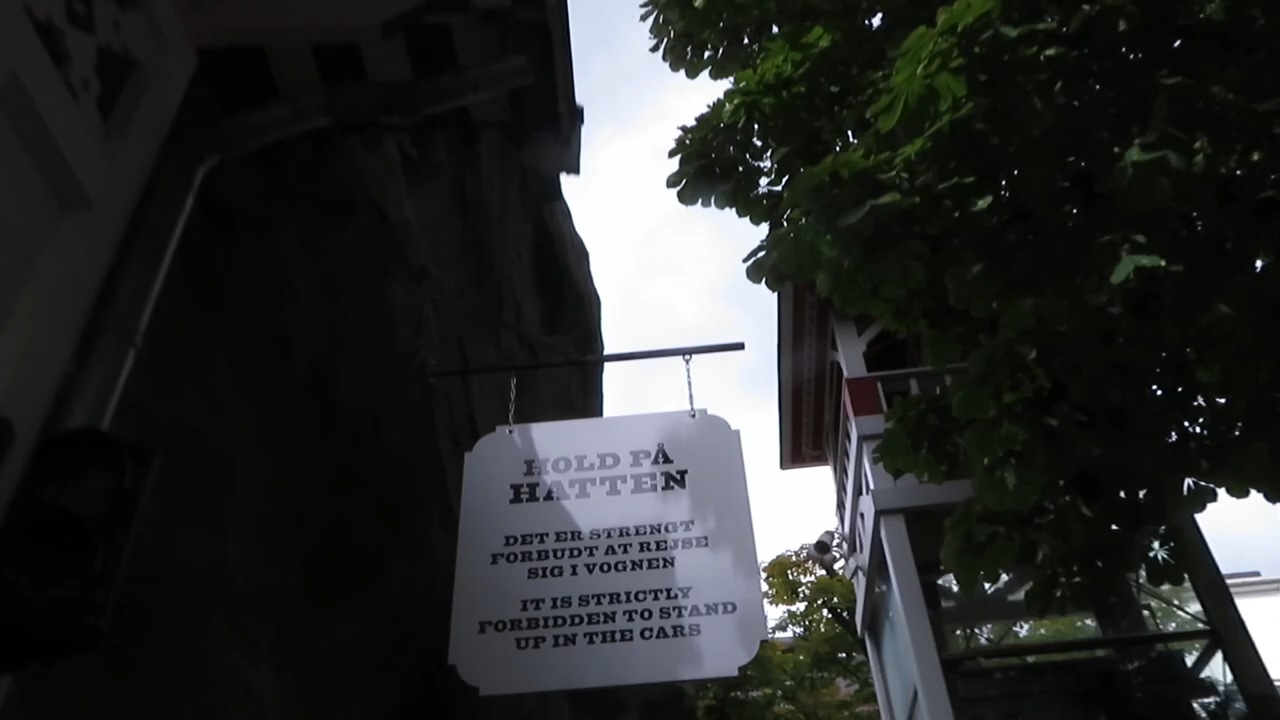 HOLD PÅ
HATTEN
DET ER STRENGT
FORBUDT AT REJSE
SIG I VOGNEN
IT IS STRICTLY
FORBIDDEN TO STAND
UP IN THE CARS